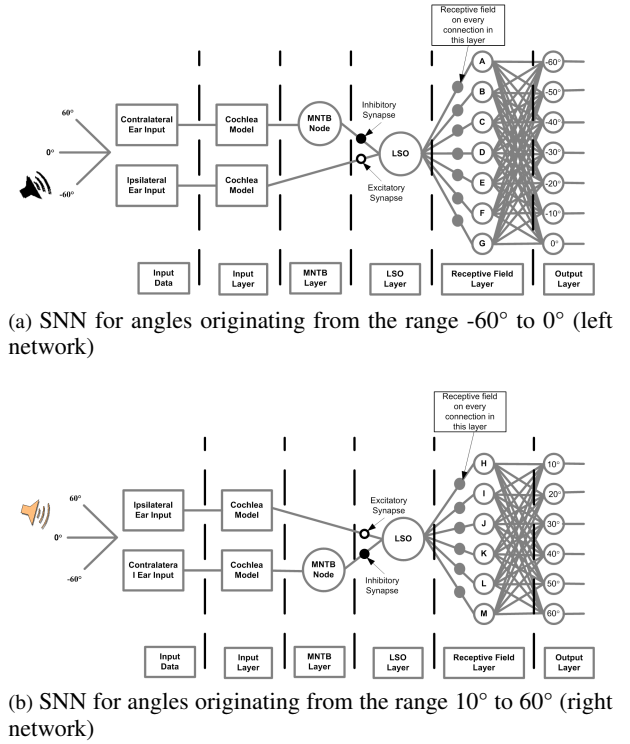 Receptive field
on every
connection in
this layer
A
B
C
D
E
F
G
-60°
-50°
-40°
-30°
-20°
-10°
0°
60°
0°
-60°
Contralateral
Ear Input
Ipsilateral
Ear Input
Cochlea
Model
Cochlea
Model
MNTB
Node
Inhibitory
Synapse
LSO
Excitatory
Synapse
Input
Data
Input
Layer
MNTB
Layer
LSO
Layer
Receptive Field
Layer
Output
Layer
(a) SNN for angles originating from the range -60° to 0° (left
network)
Receptive field
on every
connection in
this layer
H
I
J
K
L
M
10°
20°
30°
40°
50°
60°
60°
0°
-60°
Ipsilateral
Ear Input
Contralatera
l Ear Input
Cochlea
Model
Cochlea
Model
MNTB
Node
Excitatory
Synapse
LSO
Inhibitory
Synapse
Input
Data
Input
Layer
MNTB
Layer
LSO
Layer
Receptive Field
Layer
Output
Layer
(b) SNN for angles originating from the range 10° to 60° (right
network)